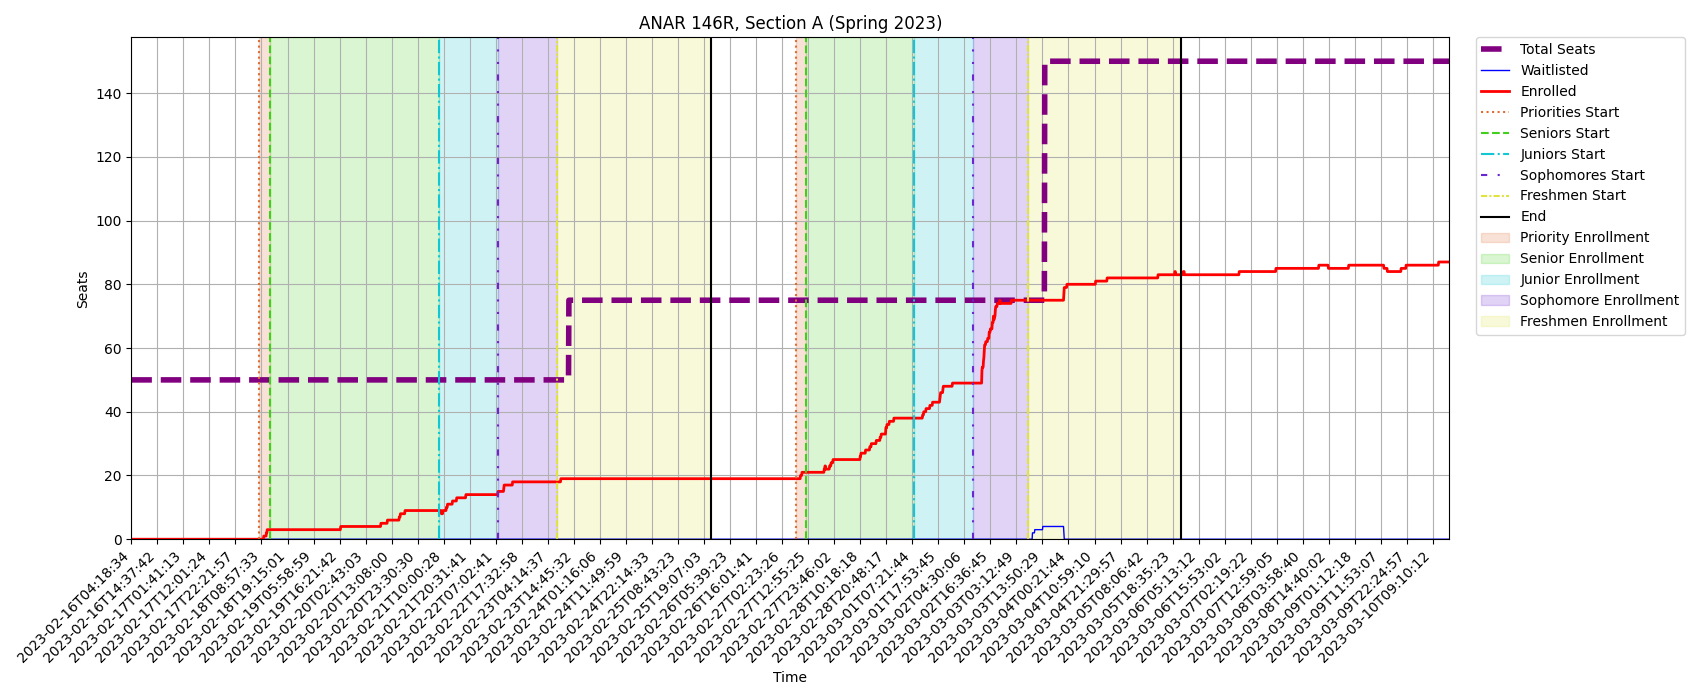 ANAR 146R, Section A (Spring 2023)
Total Seats
Waitlisted
Enrolled
Priorities Start
Seniors Start
Juniors Start
Sophomores Start
Freshmen Start
End
Priority Enrollment
Senior Enrollment
Junior Enrollment
Sophomore Enrollment
Freshmen Enrollment
Seats
140
120
100
80
60
40
20
0
2023-02-16T04:18:34
2023-02-16T14:37:42
2023-02-17T01:41:13
2023-02-17T12:01:24
2023-02-17T22:21:57
2023-02-18T08:57:33
2023-02-18T19:15:01
2023-02-19T05:58:59
2023-02-19T16:21:42
2023-02-20T02:43:03
2023-02-20T13:08:00
2023-02-20T23:30:30
2023-02-21T10:00:28
2023-02-21T20:31:41
2023-02-22T07:02:41
2023-02-22T17:32:58
2023-02-23T04:14:37
2023-02-23T14:45:32
2023-02-24T01:16:06
2023-02-24T11:49:59
2023-02-24T22:14:33
2023-02-25T08:43:23
2023-02-25T19:07:03
2023-02-26T05:39:23
2023-02-26T16:01:41
2023-02-27T02:23:26
2023-02-27T12:55:25
2023-02-27T23:46:02
2023-02-28T10:18:18
2023-02-28T20:48:17
2023-03-01T07:21:44
2023-03-01T17:53:45
2023-03-02T04:30:06
2023-03-02T16:36:45
2023-03-03T03:12:49
2023-03-03T13:50:29
2023-03-04T00:21:44
2023-03-04T10:59:10
2023-03-04T21:29:57
2023-03-05T08:06:42
2023-03-05T18:35:23
2023-03-06T05:13:12
2023-03-06T15:53:02
2023-03-07T02:19:22
2023-03-07T12:59:05
2023-03-08T03:58:40
2023-03-08T14:40:02
2023-03-09T01:12:18
2023-03-09T11:53:07
2023-03-09T22:24:57
2023-03-10T09:10:12
Time